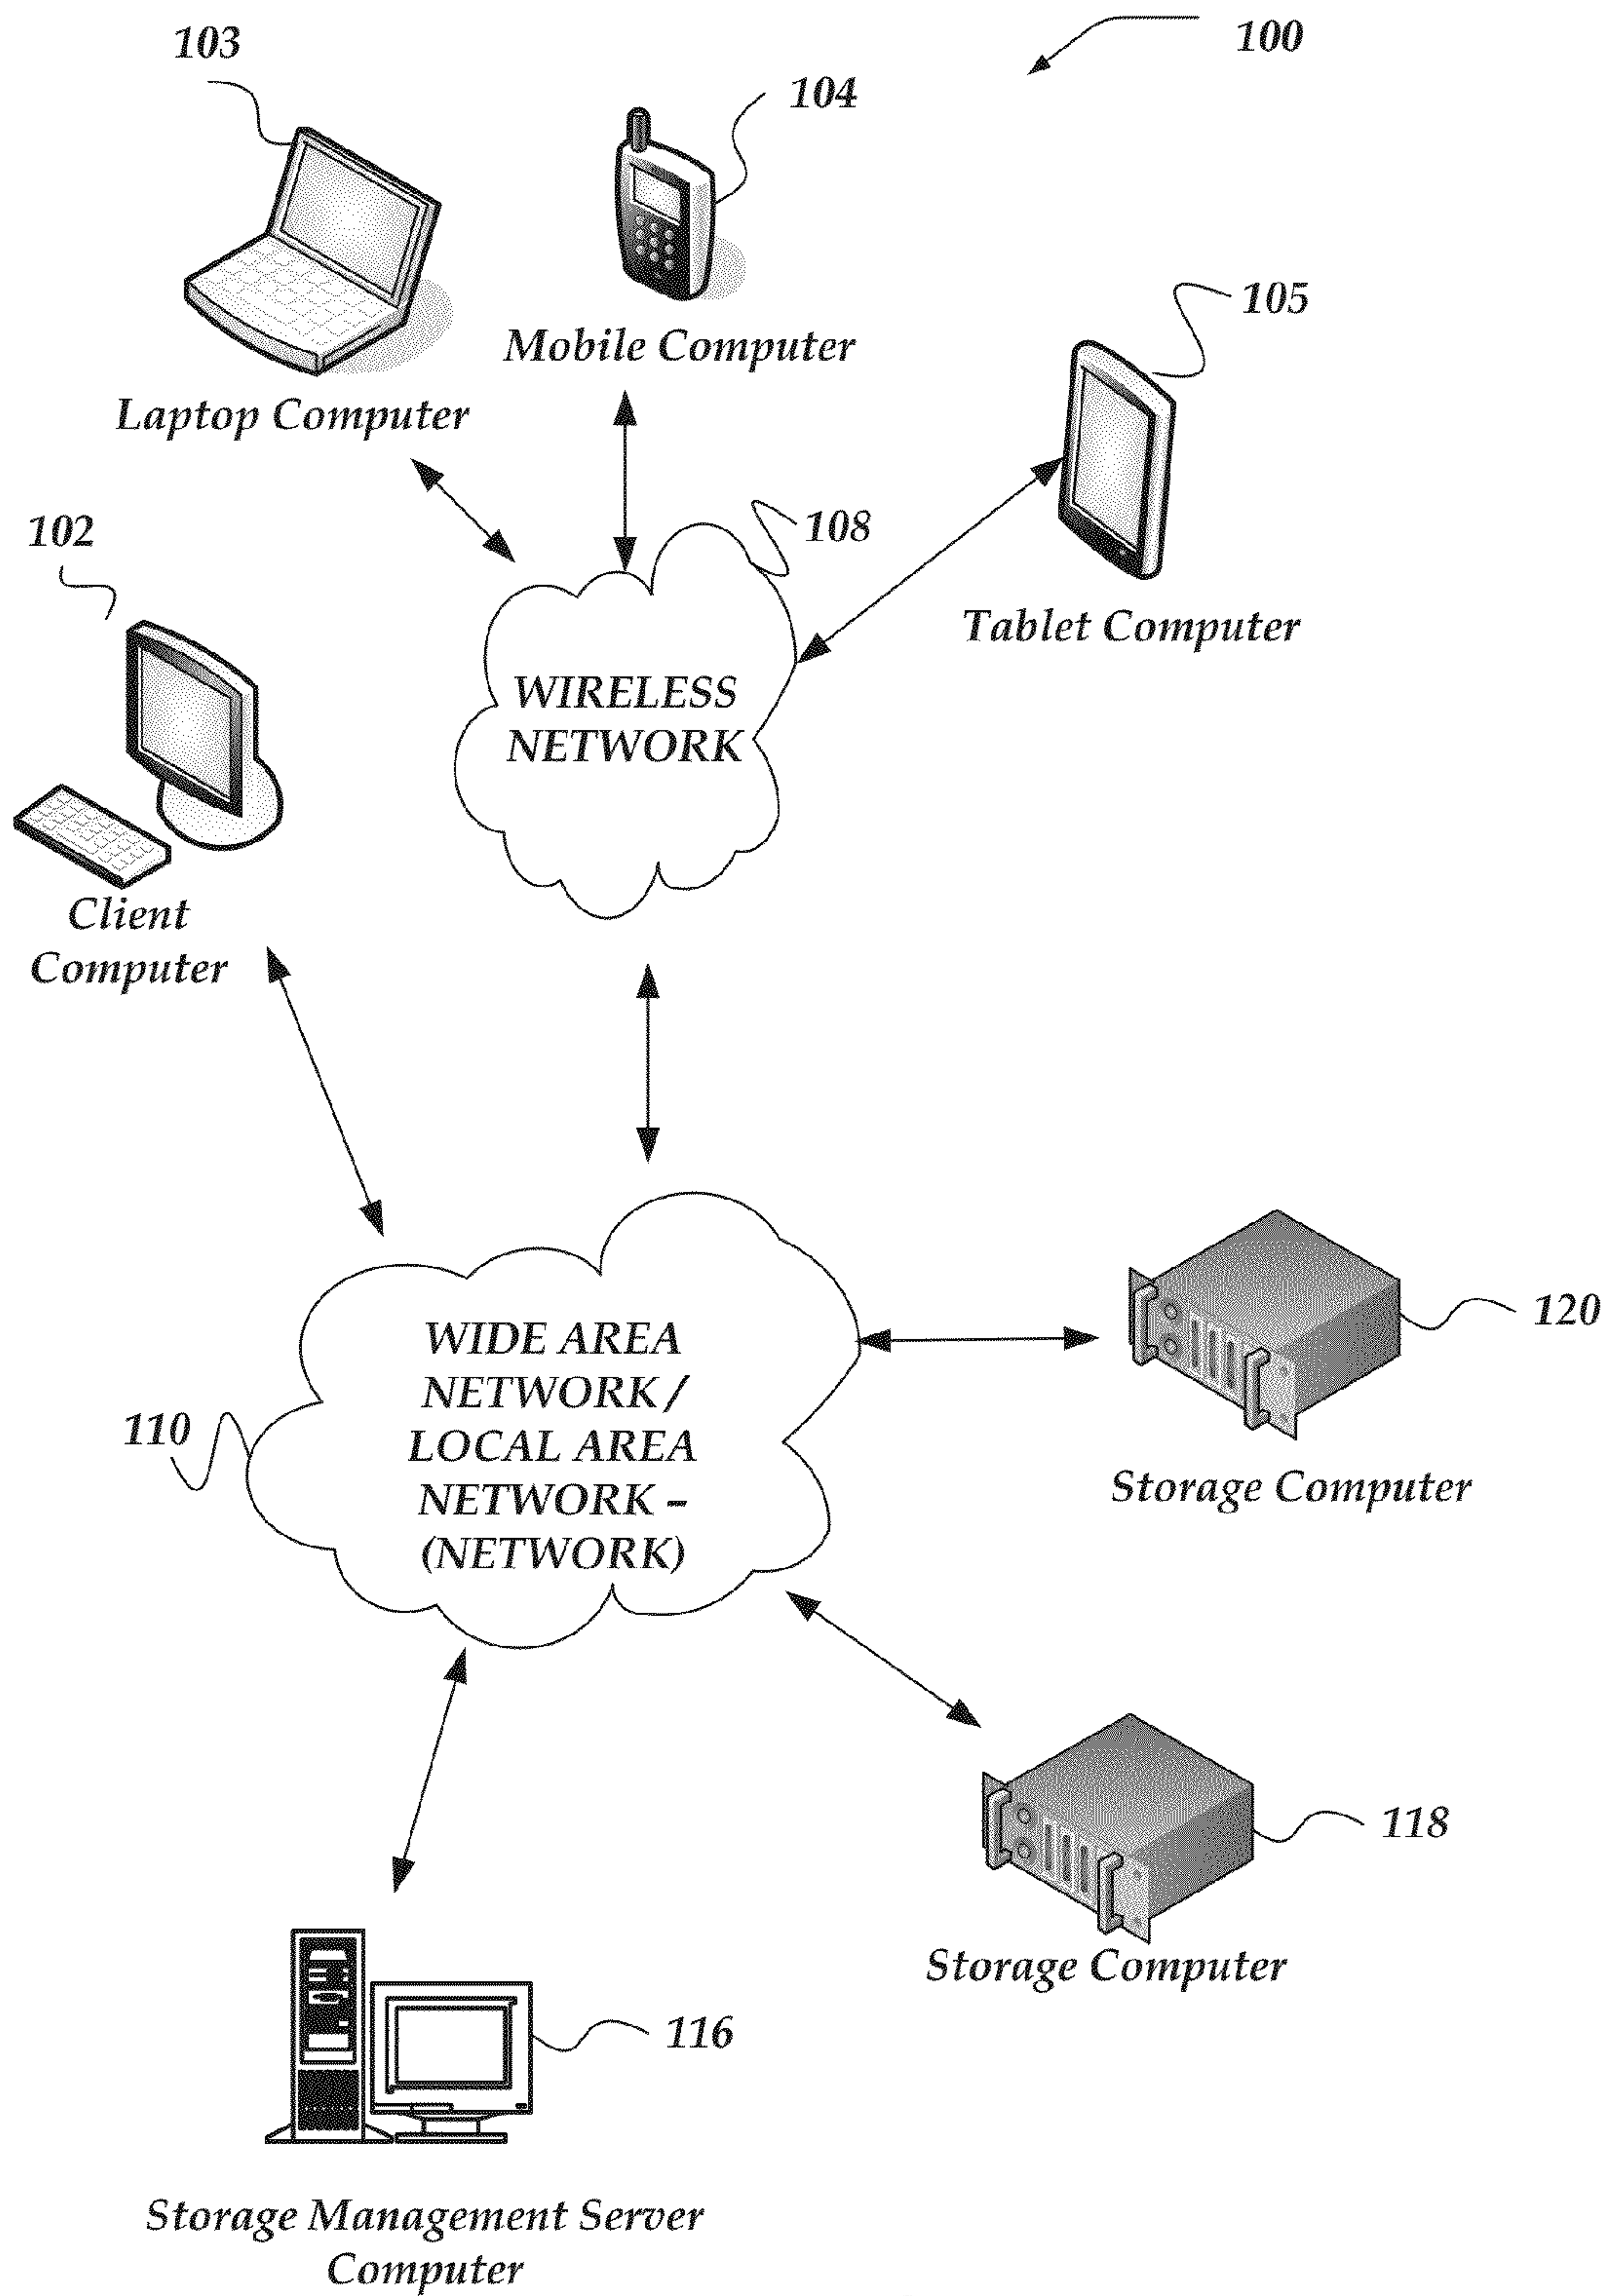 100
103
104
105
Mobile Computer
Laptop Computer
102
108
Tablet Computer
WIRELESS
NETWORK
Client
Computer
120
WIDE AREA
NETWORK /
LOCAL AREA
NETWORK –
(NETWORK)
110
Storage Computer
118
Storage Computer
116
Storage Management Server
Computer